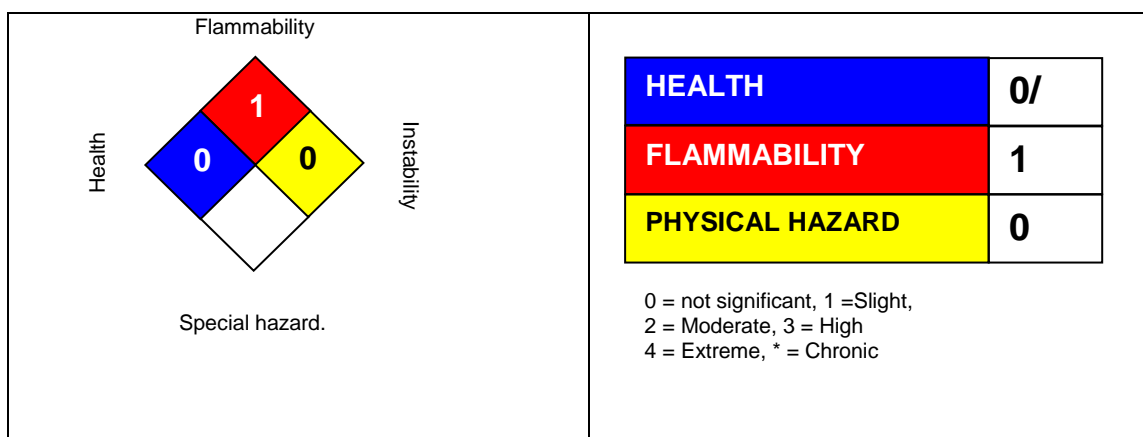 Flammability
1
Health
0
0
Instability
Special hazard.
HEALTH 0/
FLAMMABILITY 1
PHYSICAL HAZARD 0
0 = not significant, 1 =Slight,
2 = Moderate, 3 = High
4 = Extreme, * = Chronic